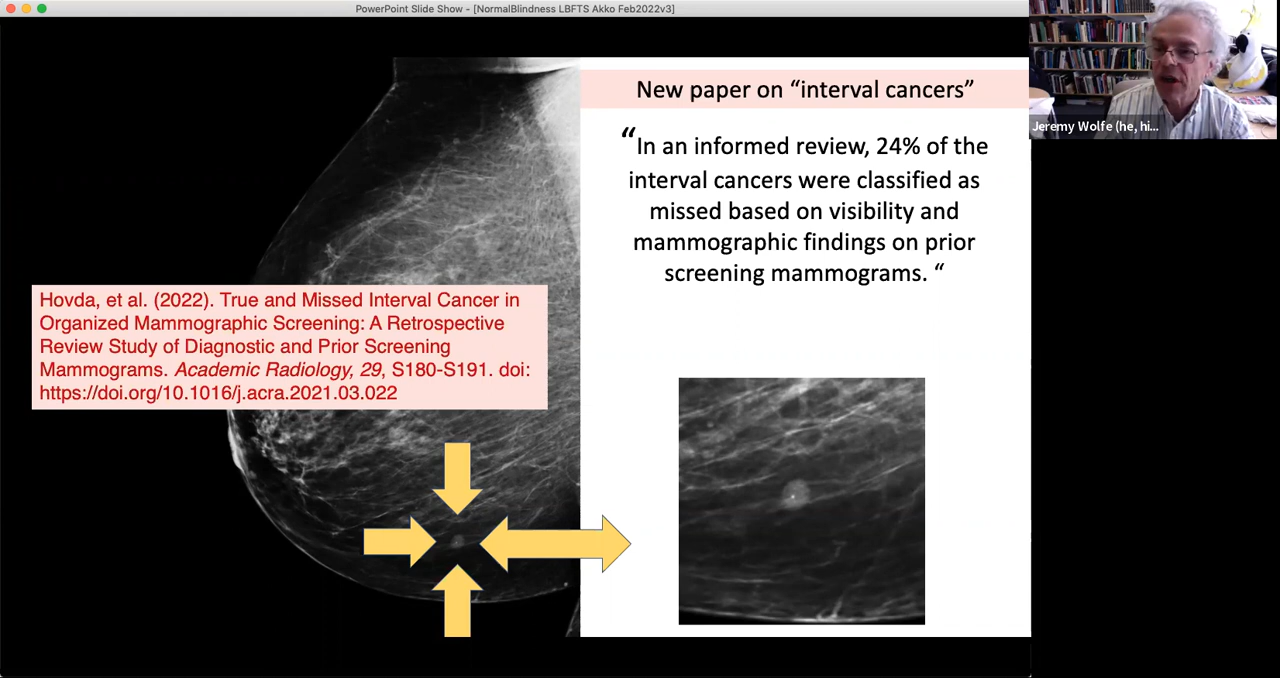 PowerPoint Slide Show - [NormalBlindness LBFTS Akko Feb2022v3]
New paper on “interval cancers”
“In an informed review, 24% of the
interval cancers were classified as
missed based on visibility and
mammographic findings on prior
screening mammograms. “
Hovda, et al. (2022). True and Missed Interval Cancer in
Organized Mammographic Screening: A Retrospective
Review Study of Diagnostic and Prior Screening
Mammograms. Academic Radiology, 29, S180-S191. doi:
https://doi.org/10.1016/j.acra.2021.03.022
Jeremy Wolfe (he, hi...